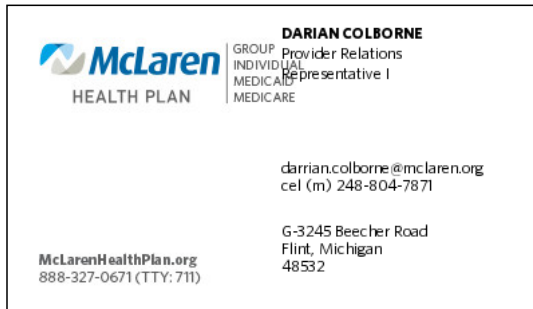 McLaren
HEALTH PLAN
GROUP
INDIVIDUAL
MEDICAID
MEDICARE
DARIAN COLBORNE
Provider Relations
Representative I
darrian.colborne@mclaren.org
cel (m) 248-804-7871
G-3245 Beecher Road
Flint, Michigan
48532
McLarenHealthPlan.org
888-327-0671 (TTY: 711)